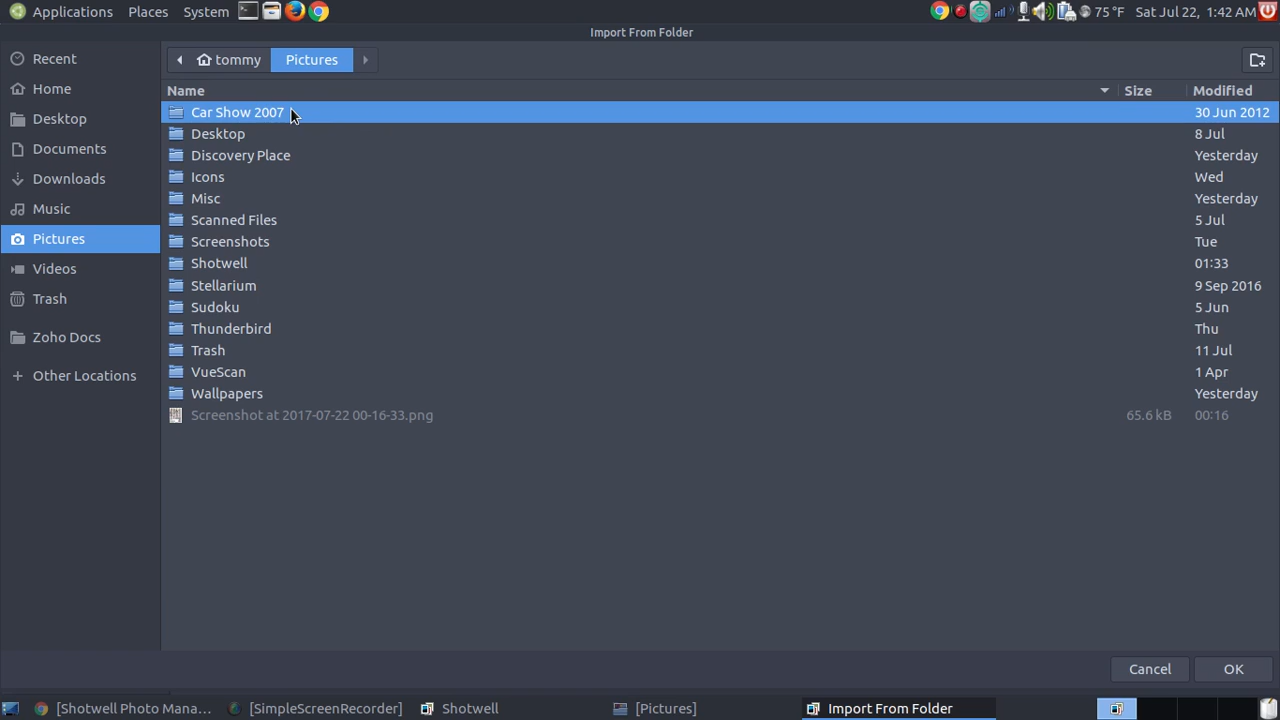 Applications Places System 75 °F Sat Jul 22, 1:42 AM
Import From Folder
Recent
Home
Desktop
Documents
Downloads
Music
Pictures
Videos
Trash
Zoho Docs
Other Locations
tommy Pictures
Name Size Modified
Car Show 2007 30 Jun 2012
Desktop 8 Jul
Discovery Place Yesterday
Icons Wed
Misc Yesterday
Scanned Files 5 Jul
Screenshots Tue
Shotwell 01:33
Stellarium 9 Sep 2016
Sudoku 5 Jun
Thunderbird Thu
Trash 11 Jul
VueScan 1 Apr
Wallpapers Yesterday
Screenshot at 2017-07-22 00-16-33.png 65.6 kB 00:16
Cancel OK
[Shotwell Photo Mana... [SimpleScreenRecorder] Shotwell [Pictures] Import From Folder